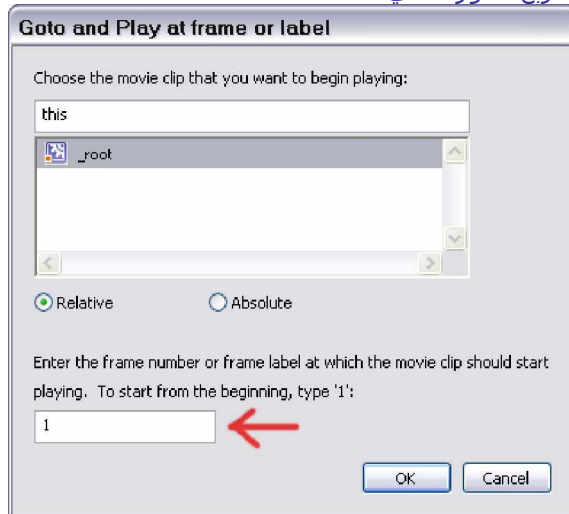 Goto and Play at frame or label
Choose the movie clip that you want to begin playing:
this
_root
Relative
Absolute
Enter the frame number or frame label at which the movie clip should start
playing. To start from the beginning, type '1':
1
OK
Cancel